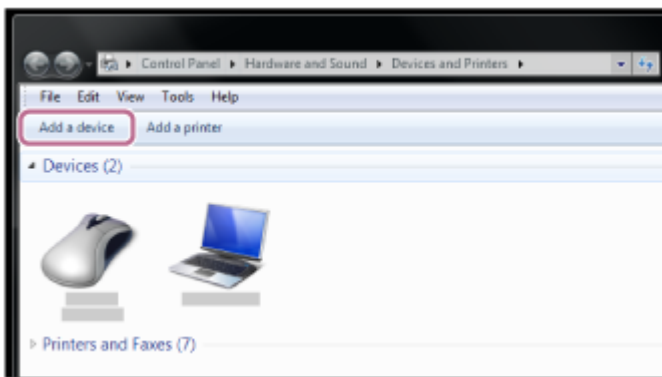 Control Panel Hardware and Sound Devices and Printers
File Edit View Tools Help
Add a device Add a printer
Devices (2)
Printers and Faxes (7)